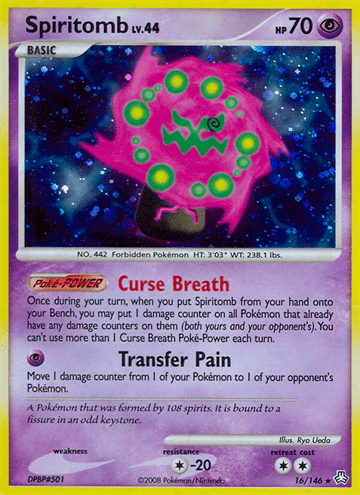 Spiritomb LV.44 HP 70
BASIC
NO. 442 Forbidden Pokémon HT: 3'03" WT: 238.1 lbs.
Poké-POWER Curse Breath
Once during your turn, when you put Spiritomb from your hand onto
your Bench, you may put 1 damage counter on all Pokémon that already
have any damage counters on them (both yours and your opponent's). You
can't use more than 1 Curse Breath Poké-Power each turn.
Transfer Pain
Move 1 damage counter from 1 of your Pokémon to 1 of your opponent's
Pokémon.
A Pokémon that was formed by 108 spirits. It is bound to a
fissure in an odd keystone.
Illus. Ryo Ueda
weakness resistance retreat cost
-20
DPBP#501 ©2008 Pokémon/Nintendo 16/146